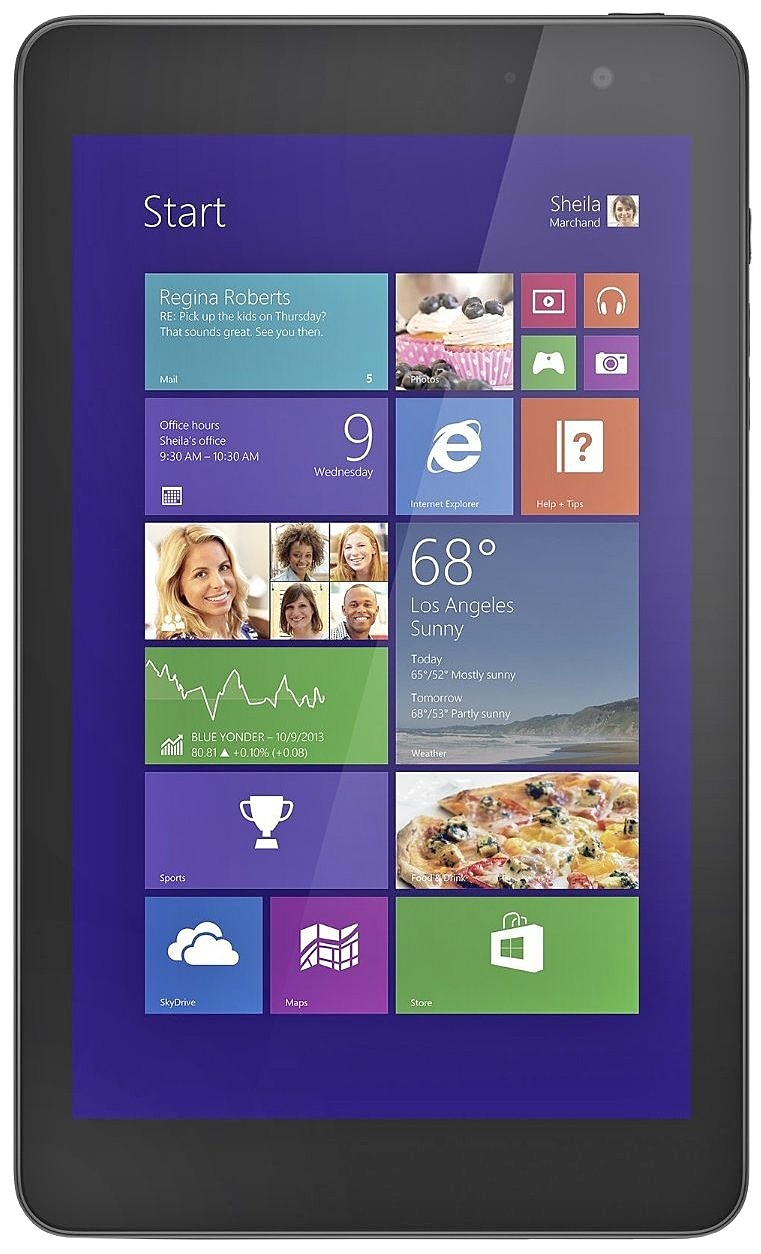 Start
Sheila
Marchand
Regina Roberts
RE: Pick up the kids on Thursday?
That sounds great. See you then.
Mail
5
Photos
Office hours
Sheila's office
9:30 AM – 10:30 AM
9
Wednesday
Internet Explorer
?
Help + Tips
68°
Los Angeles
Sunny
Today
65°/52° Mostly sunny
Tomorrow
68°/53° Partly sunny
Weather
BLUE YONDER – 10/9/2013
80.81 ▲ +0.10% (+0.08)
Sports
Food & Drink
SkyDrive
Maps
Store